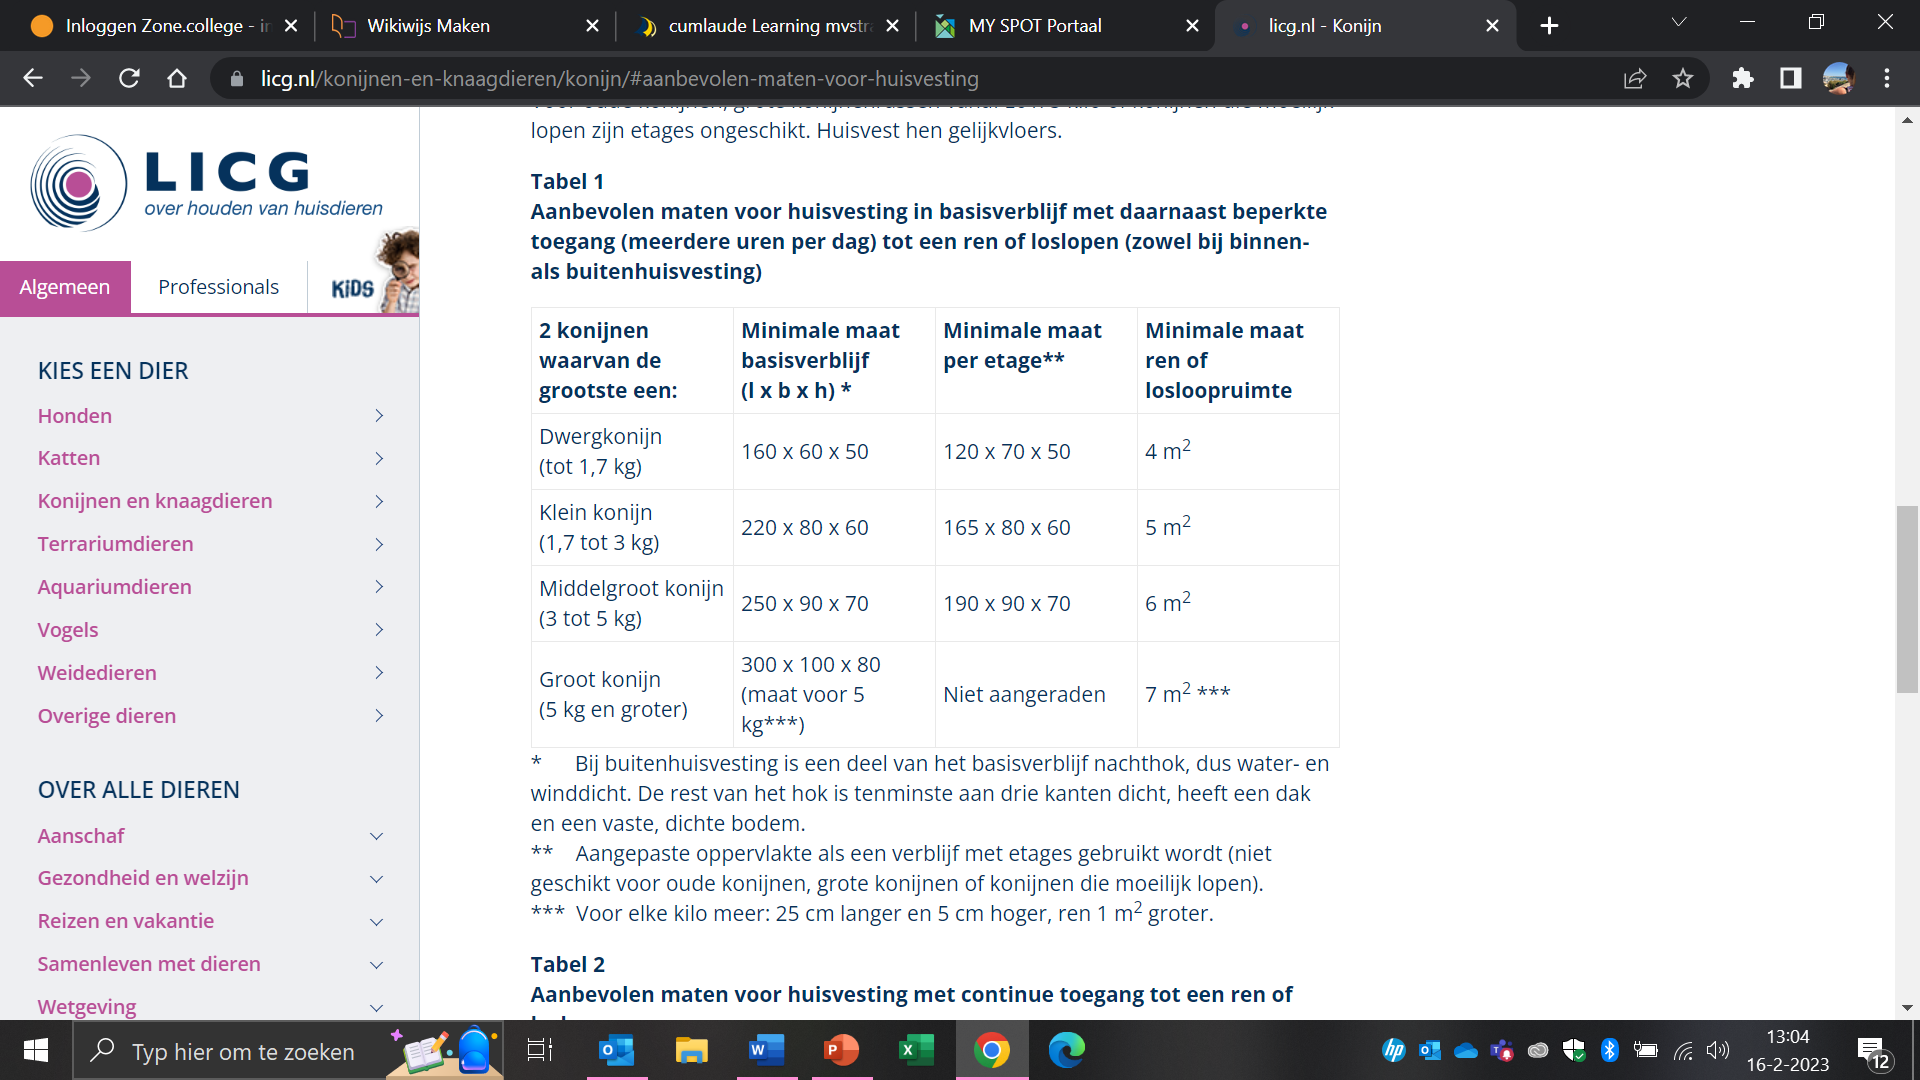 Inloggen Zone.college - in
Wikiwijs Maken
cumlaude Learning mvstr
MY SPOT Portaal
licg.nl - Konijn
licg.nl/konijnen-en-knaagdieren/konijn/#aanbevolen-maten-voor-huisvesting
LICG
over houden van huisdieren
Algemeen
Professionals
KiDS
KIES EEN DIER
Honden
Katten
Konijnen en knaagdieren
Terrariumdieren
Aquariumdieren
Vogels
Weidedieren
Overige dieren
OVER ALLE DIEREN
Aanschaf
Gezondheid en welzijn
Reizen en vakantie
Samenleven met dieren
Wetgeving
lopen zijn etages ongeschikt. Huisvest hen gelijkvloers.
Tabel 1
Aanbevolen maten voor huisvesting in basisverblijf met daarnaast beperkte
toegang (meerdere uren per dag) tot een ren of loslopen (zowel bij binnen-
als buitenhuisvesting)
2 konijnen
waarvan de
grootste een:
Minimale maat
basisverblijf
(l x b x h) *
Minimale maat
per etage**
Minimale maat
ren of
losloopruimte
Dwergkonijn
(tot 1,7 kg)
160 x 60 x 50
120 x 70 x 50
4 m²
Klein konijn
(1,7 tot 3 kg)
220 x 80 x 60
165 x 80 x 60
5 m²
Middelgroot konijn
(3 tot 5 kg)
250 x 90 x 70
190 x 90 x 70
6 m²
Groot konijn
(5 kg en groter)
300 x 100 x 80
(maat voor 5
kg***)
Niet aangeraden
7 m² ***
* Bij buitenhuisvesting is een deel van het basisverblijf nachthok, dus water- en
winddicht. De rest van het hok is tenminste aan drie kanten dicht, heeft een dak
en een vaste, dichte bodem.
** Aangepaste oppervlakte als een verblijf met etages gebruikt wordt (niet
geschikt voor oude konijnen, grote konijnen of konijnen die moeilijk lopen).
*** Voor elke kilo meer: 25 cm langer en 5 cm hoger, ren 1 m² groter.
Tabel 2
Aanbevolen maten voor huisvesting met continue toegang tot een ren of
Typ hier om te zoeken
13:04
16-2-2023
12